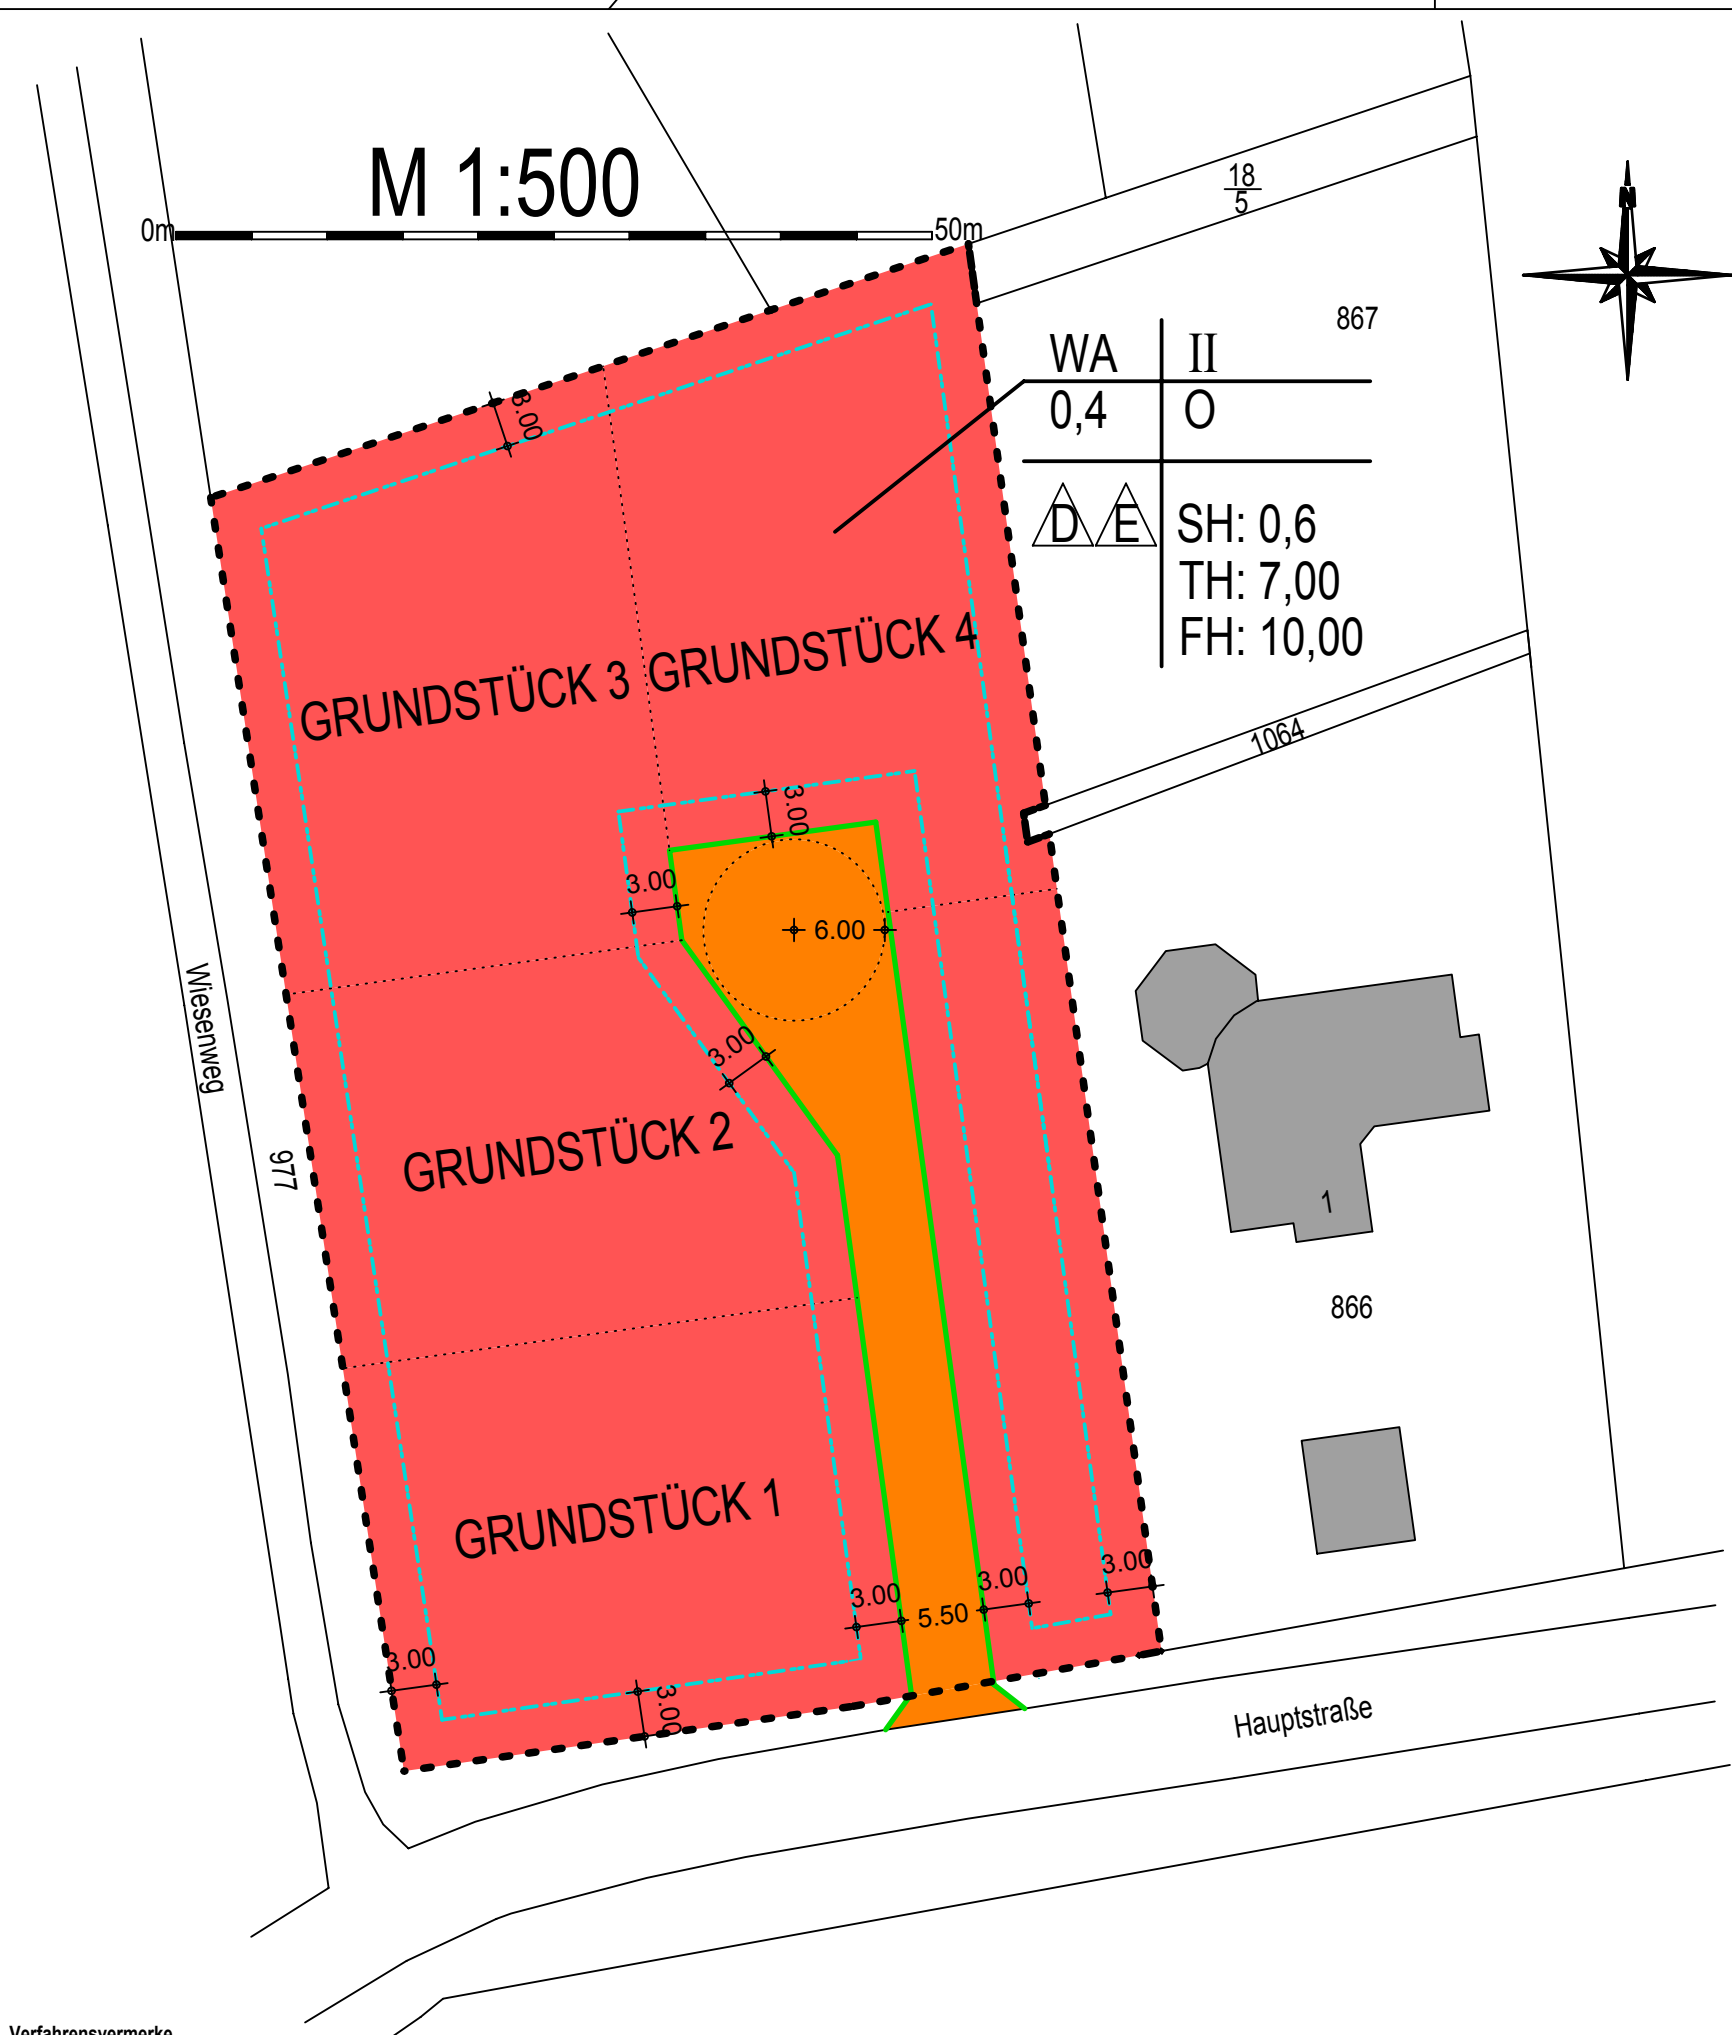 M 1:500
0m
50m
18
5
N
867
WA
II
0,4
O
D
E
SH: 0,6
TH: 7,00
FH: 10,00
3.00
GRUNDSTÜCK 3
GRUNDSTÜCK 4
1064
3.00
3.00
6.00
3.00
Wiesenweg
977
GRUNDSTÜCK 2
1
866
GRUNDSTÜCK 1
3.00
3.00
3.00
5.50
3.00
3.00
Hauptstraße
Verfahrensvermerke